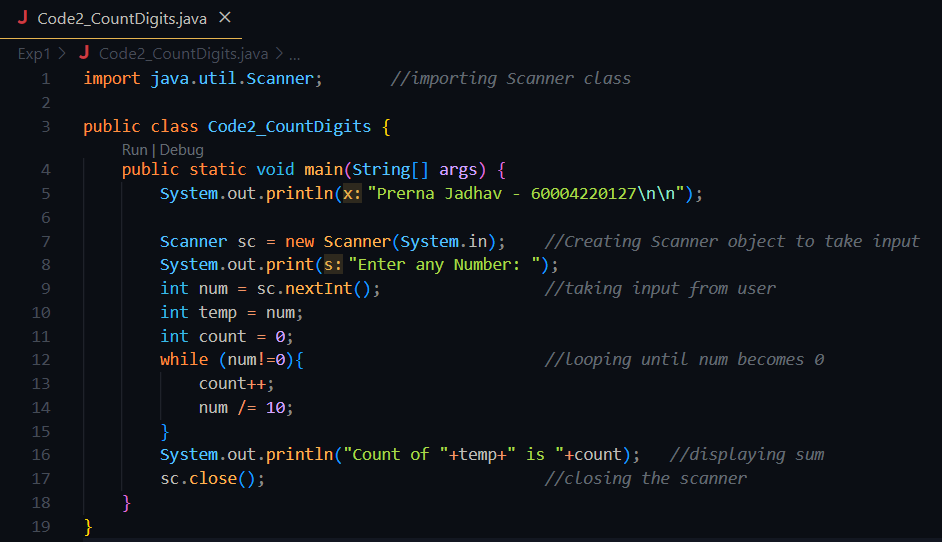 J Code2_CountDigits.java ×
Exp1 > J Code2_CountDigits.java > ...
1 import java.util.Scanner; //importing Scanner class
2
3 public class Code2_CountDigits {
Run | Debug
4 public static void main(String[] args) {
5 System.out.println(x: "Prerna Jadhav - 60004220127\n\n");
6
7 Scanner sc = new Scanner(System.in); //Creating Scanner object to take input
8 System.out.print(s: "Enter any Number: ");
9 int num = sc.nextInt(); //taking input from user
10 int temp = num;
11 int count = 0;
12 while (num!=0){ //looping until num becomes 0
13 count++;
14 num /= 10;
15 }
16 System.out.println("Count of "+temp+" is "+count); //displaying sum
17 sc.close(); //closing the scanner
18 }
19 }